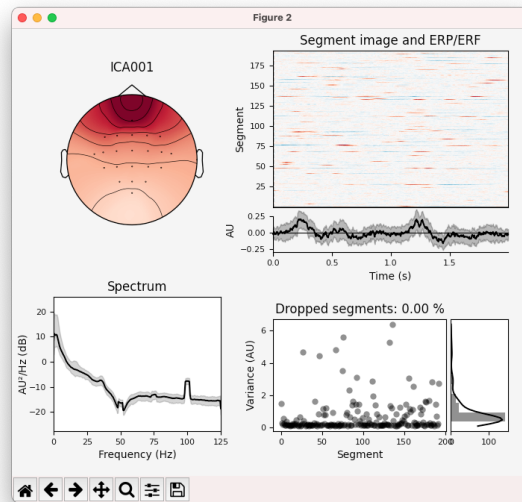 Figure 2
ICA001
Segment image and ERP/ERF
175
150
125
100
75
50
25
Segment
0.25
0.00
−0.25
AU
0.0 0.5 1.0 1.5
Time (s)
Spectrum
20
10
0
−10
−20
AU²/Hz (dB)
0 25 50 75 100 125
Frequency (Hz)
Dropped segments: 0.00 %
6
4
2
0
Variance (AU)
0 50 100 150 200 0 100
Segment